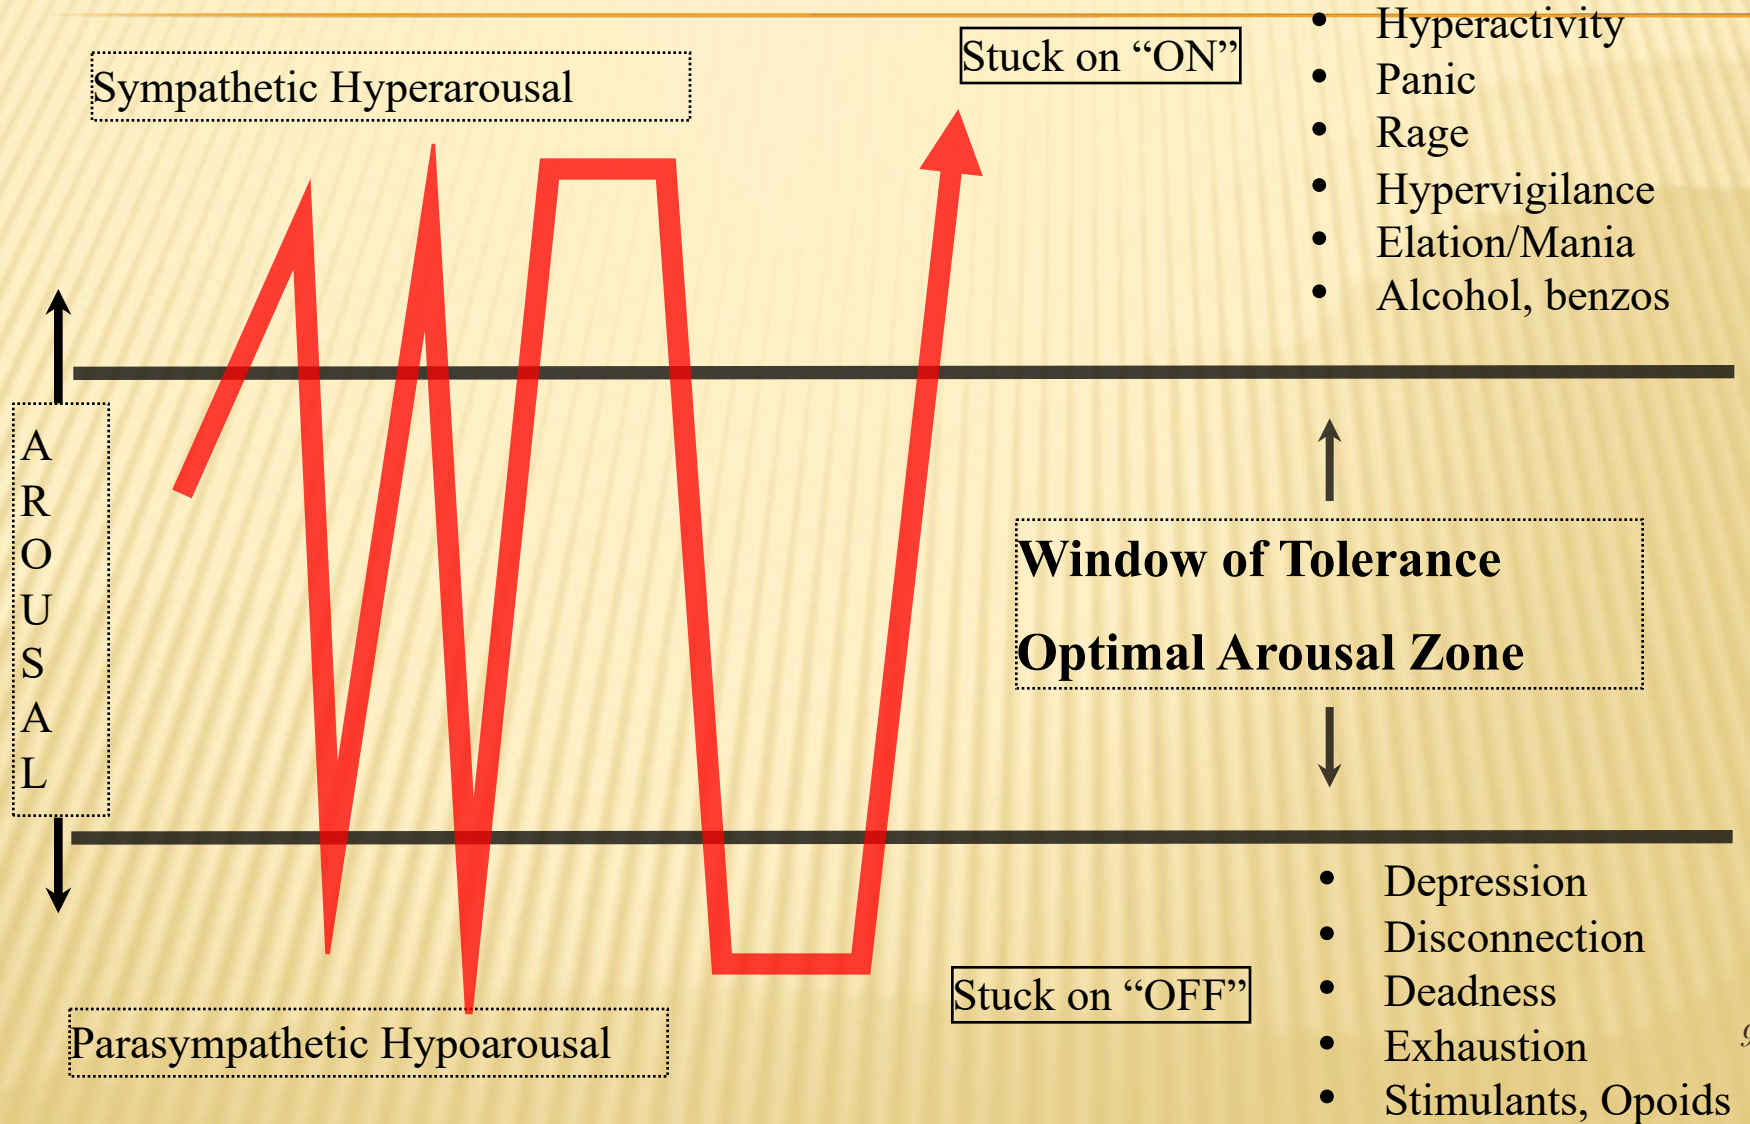 Sympathetic Hyperarousal
Stuck on “ON”
• Hyperactivity
• Panic
• Rage
• Hypervigilance
• Elation/Mania
• Alcohol, benzos
A
R
O
U
S
A
L
Window of Tolerance
Optimal Arousal Zone
Parasympathetic Hypoarousal
Stuck on “OFF”
• Depression
• Disconnection
• Deadness
• Exhaustion
• Stimulants, Opoids